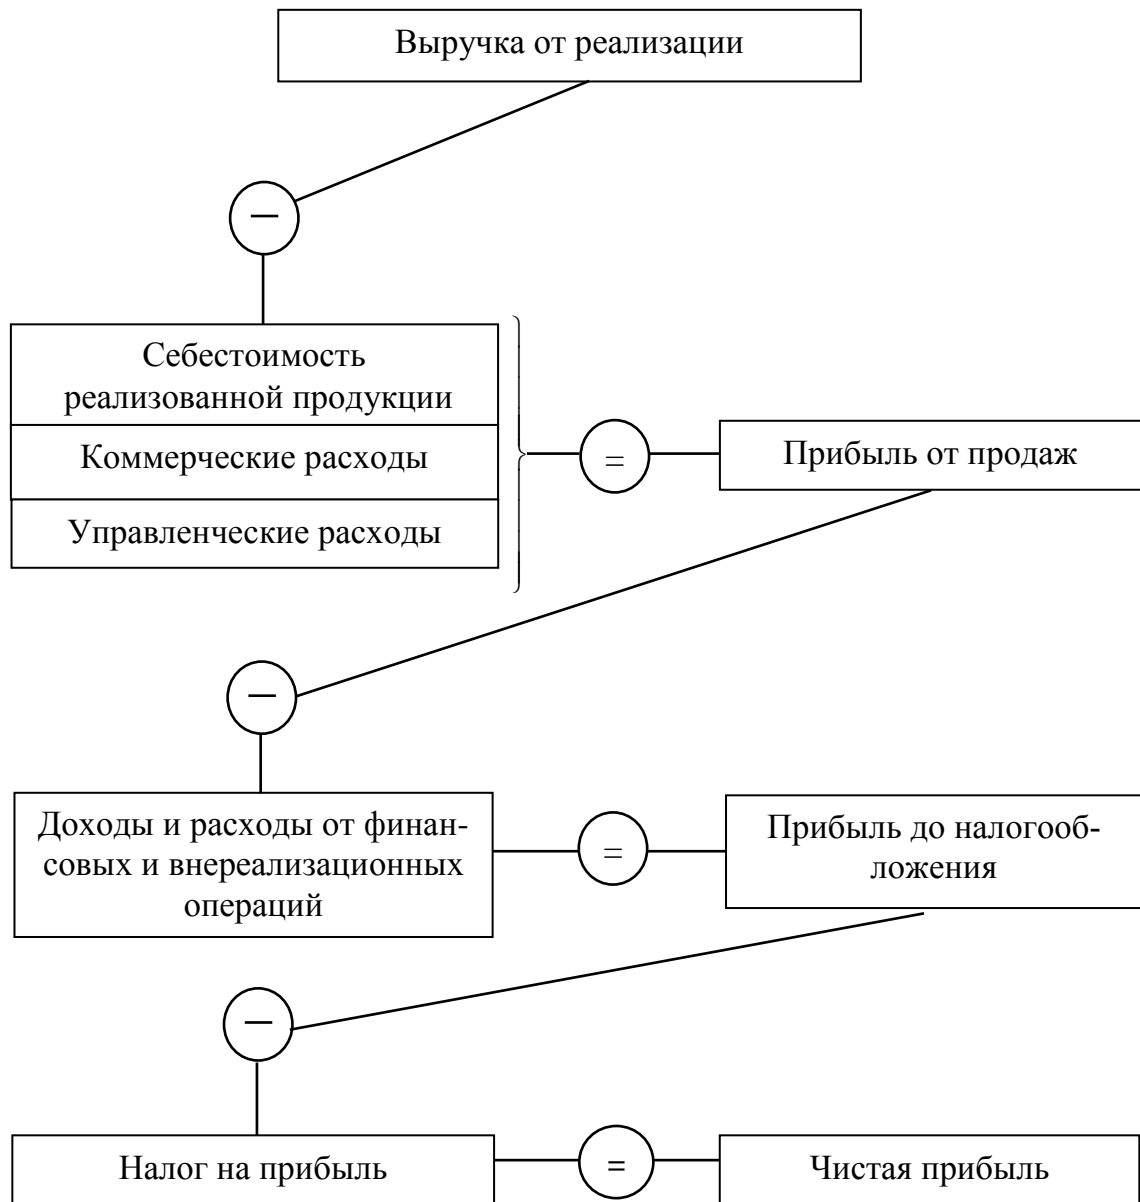 Выручка от реализации
–
Себестоимость
реализованной продукции
Коммерческие расходы
Управленческие расходы
=
Прибыль от продаж
–
Доходы и расходы от финан-
совых и внереализационных
операций
=
Прибыль до налогооб-
ложения
–
Налог на прибыль
=
Чистая прибыль